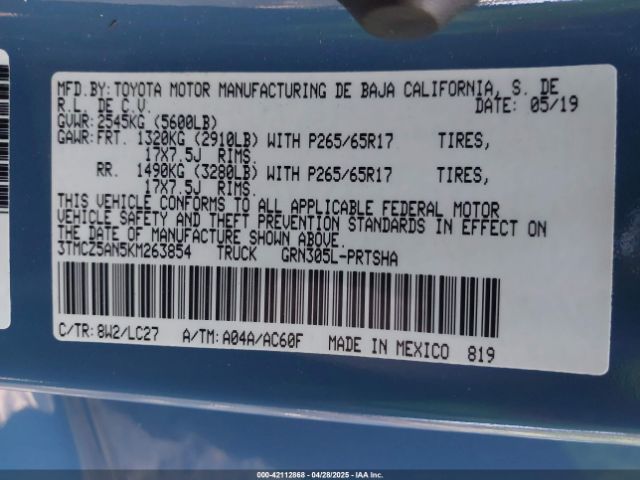 MFD.BY: TOYOTA MOTOR MANUFACTURING DE BAJA CALIFORNIA, S. DE
R.L. DE C.V. DATE: 05/19
GVWR: 2545KG (5600LB)
GAWR: FRT. 1320KG (2910LB) WITH P265/65R17 TIRES,
17X7.5J RIMS.
RR. 1490KG (3280LB) WITH P265/65R17 TIRES,
17X7.5J RIMS.
THIS VEHICLE CONFORMS TO ALL APPLICABLE FEDERAL MOTOR
VEHICLE SAFETY AND THEFT PREVENTION STANDARDS IN EFFECT ON
THE DATE OF MANUFACTURE SHOWN ABOVE.
3TMCZ5AN5KM263854 TRUCK GRN305L-PRTSHA
C/TR: 8W2/LC27 A/TM: A04A/AC60F MADE IN MEXICO 819
000-42112868 - 04/28/2025 - IAAI.com